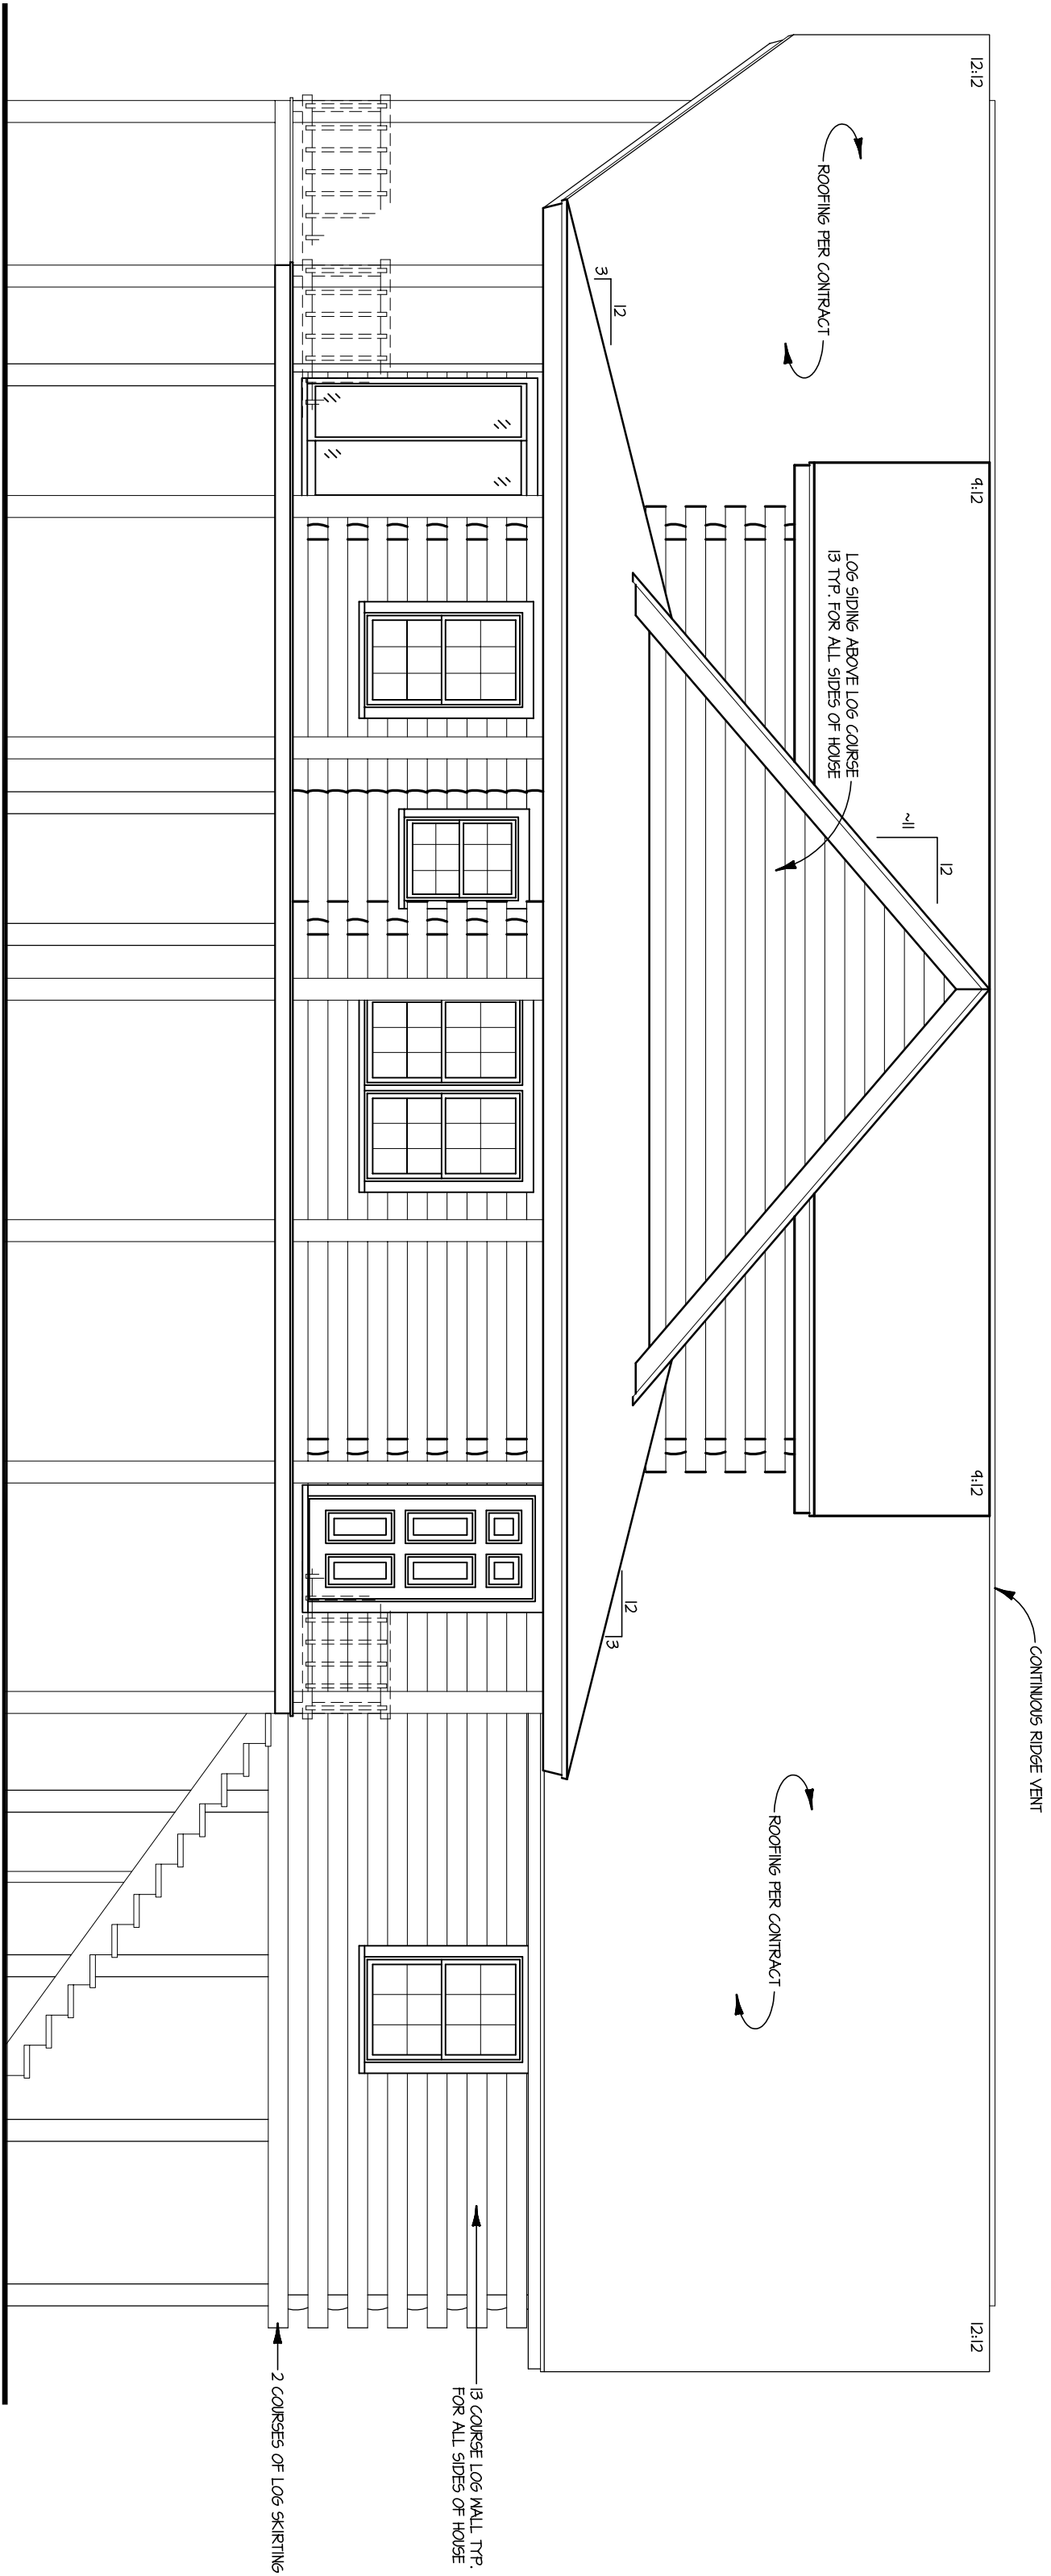 CONTINUOUS RIDGE VENT
12:12
9:12
9:12
12:12
12
~11
ROOFING PER CONTRACT
LOG SIDING ABOVE LOG COURSE
13 TYP. FOR ALL SIDES OF HOUSE
ROOFING PER CONTRACT
12
3
12
3
13 COURSE LOG WALL TYP.
FOR ALL SIDES OF HOUSE
2 COURSES OF LOG SKIRTING